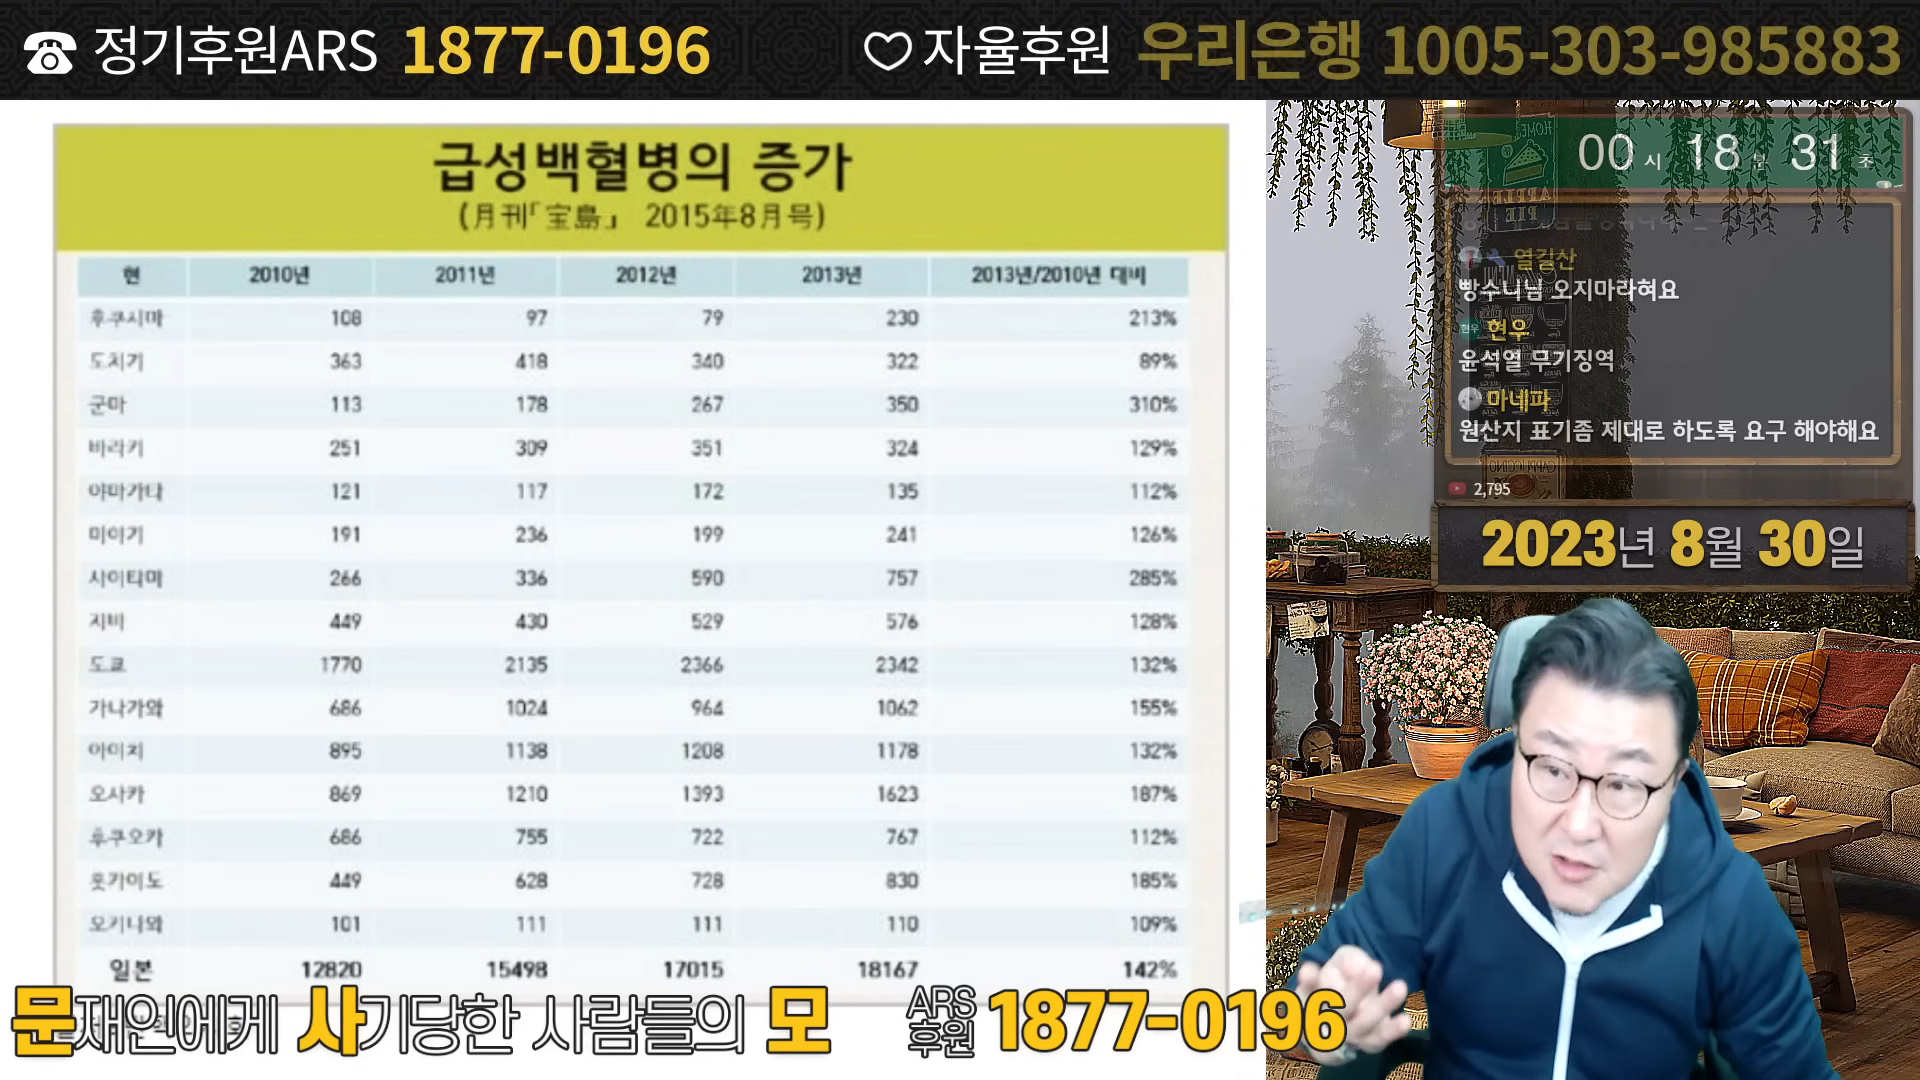 정기후원ARS 1877-0196
자율후원 우리은행 1005-303-985883
급성백혈병의 증가
(月刊「宝島」 2015年8月号)
현 2010년 2011년 2012년 2013년 2013년/2010년 대비
후쿠시마 108 97 79 230 213%
도치기 363 418 340 322 89%
군마 113 178 267 350 310%
바라키 251 309 351 324 129%
야마가타 121 117 172 135 112%
미야기 191 236 199 241 126%
사이타마 266 336 590 757 285%
지바 449 430 529 576 128%
도쿄 1770 2135 2366 2342 132%
가나가와 686 1024 964 1062 155%
아이치 895 1138 1208 1178 132%
오사카 869 1210 1393 1623 187%
후쿠오카 686 755 722 767 112%
홋카이도 449 628 728 830 185%
오키나와 101 111 111 110 109%
일본 12820 15498 17015 18167 142%
00시 18분 31초
열길산
빵수니님 오지마라혀요
현우 현우
윤석열 무기징역
마네파
원산지 표기좀 제대로 하도록 요구 해야해요
2,795
2023년 8월 30일
문재인에게 사기당한 사람들의 모
ARS 후원 1877-0196